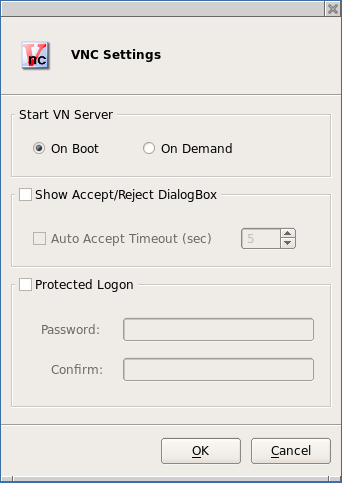 VNC
VNC Settings
Start VN Server
On Boot
On Demand
Show Accept/Reject DialogBox
Auto Accept Timeout (sec)
5
Protected Logon
Password:
Confirm:
OK
Cancel